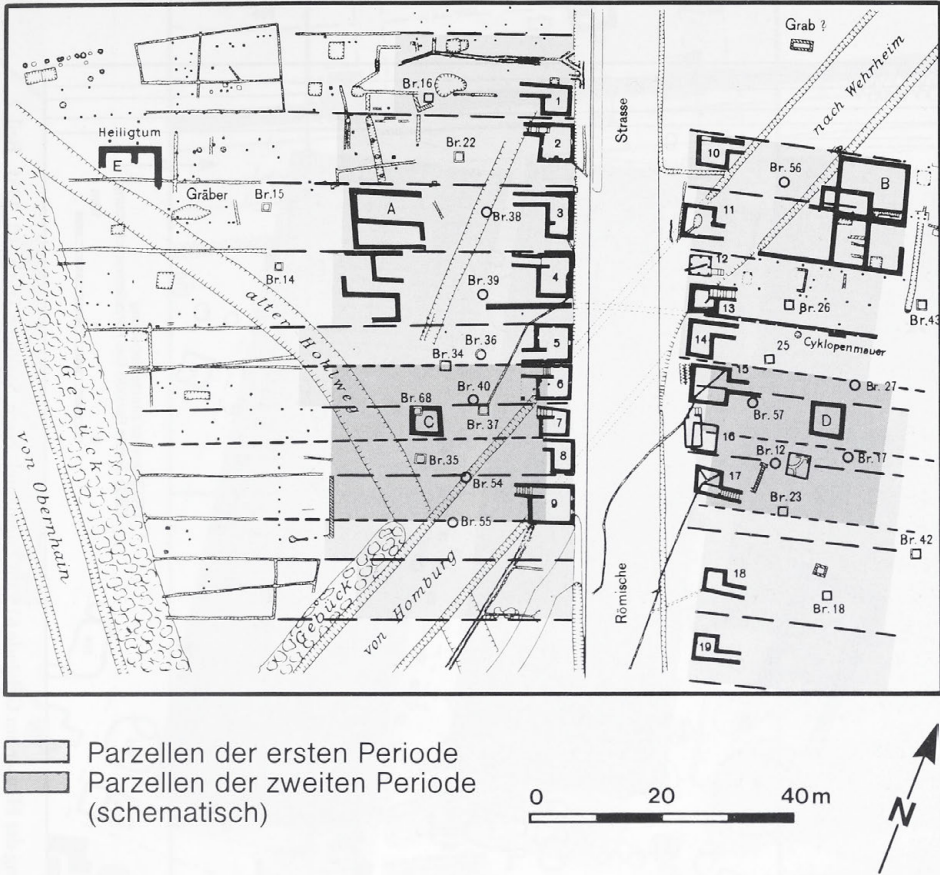 Grab ?
nach Wehrheim
Br.16
1
Strasse
2
Br.22
10
Br.56
Heiligtum
E
B
A
Gräber
Br.15
Br.38
3
11
Br.14
4
12
Br.39
13
Br.26
Br.43
alter Hohlweg
Br.36
5
14
Cyklopenmauer
Br.34
25
15
Br.27
6
Br.40
Br.68
C
Br.37
7
Br.57
D
Gebück
16
Br.35
8
Br.12
Br.17
17
von Obernhain
Br.54
9
Br.23
Br.55
Br.42
Gebück
von Homburg
Römische
18
Br.18
19
Parzellen der ersten Periode
Parzellen der zweiten Periode
(schematisch)
0 20 40m
N